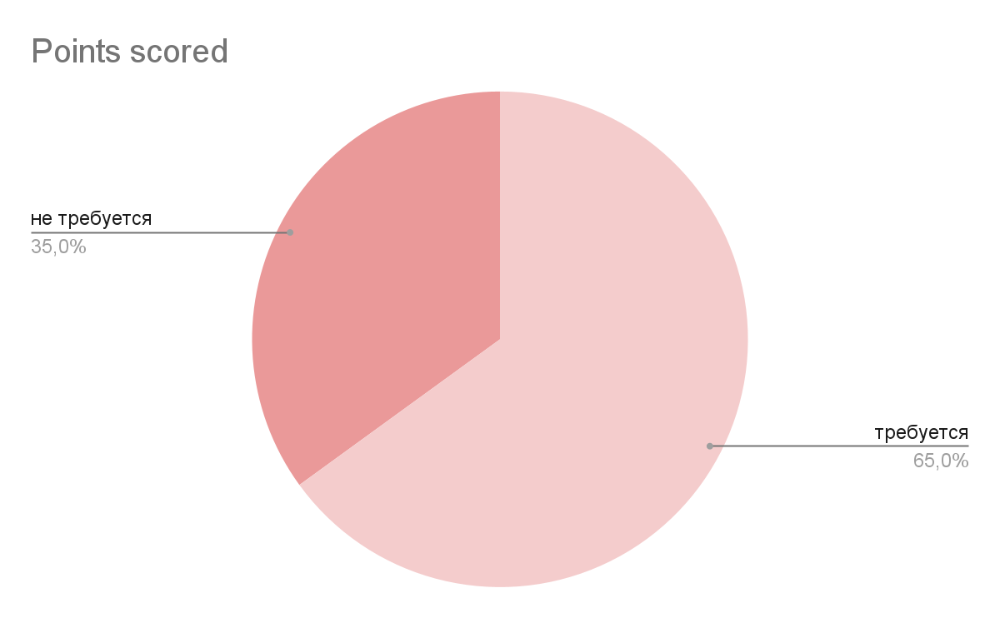 Points scored
не требуется
35,0%
требуется
65,0%